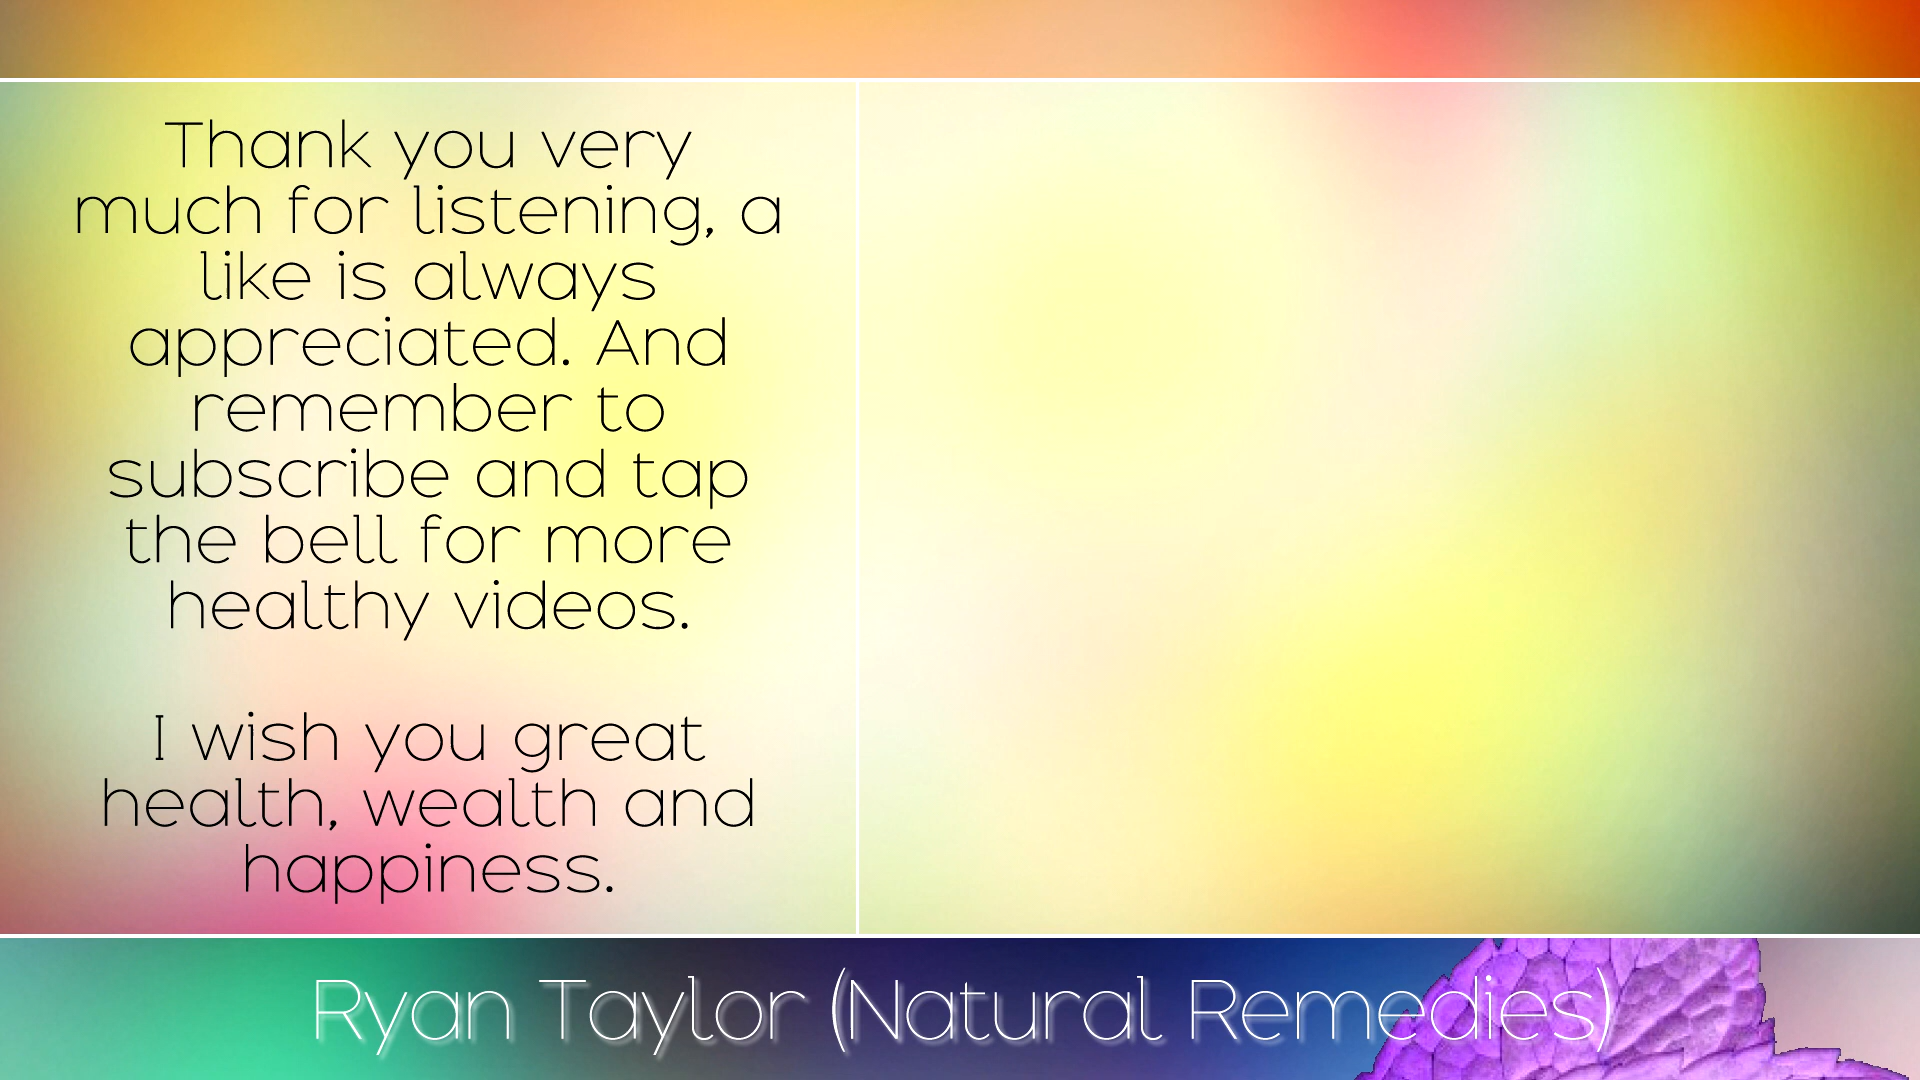 Thank you very
much for listening, a
like is always
appreciated. And
remember to
subscribe and tap
the bell for more
healthy videos.
I wish you great
health, wealth and
happiness.
Ryan Taylor (Natural Remedies)